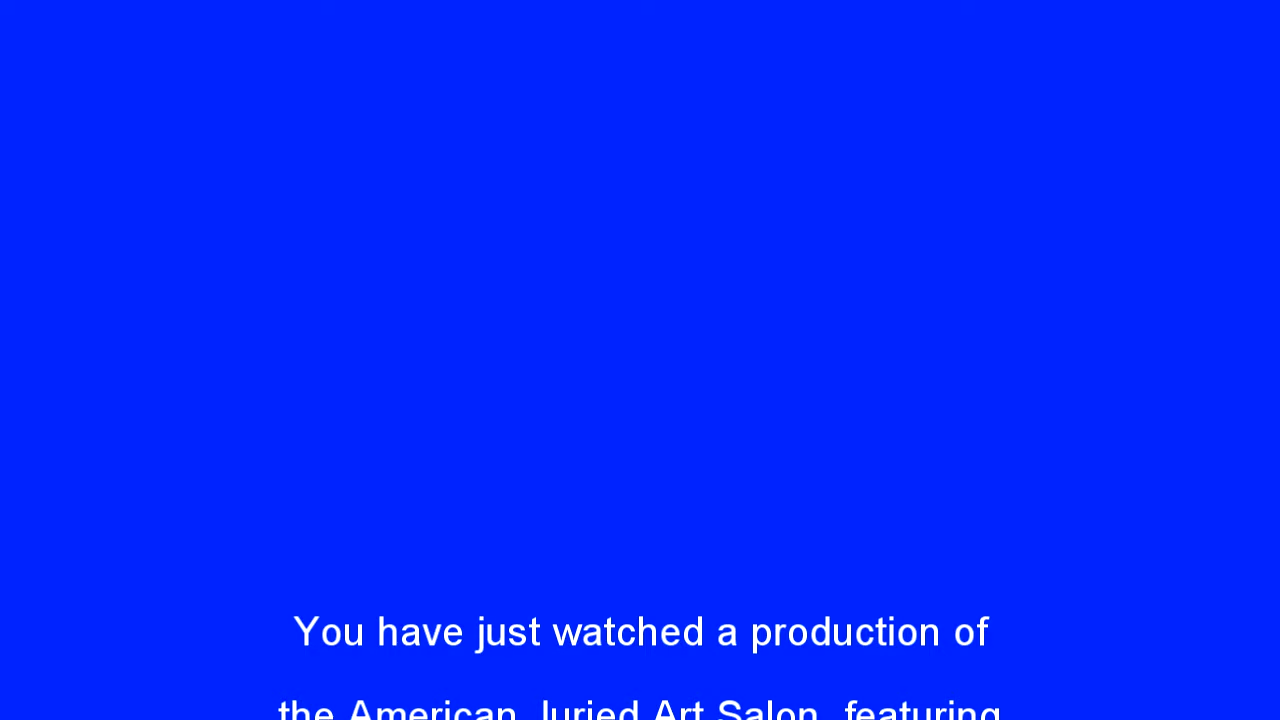 You have just watched a production of
the American Juried Art Salon, featuring